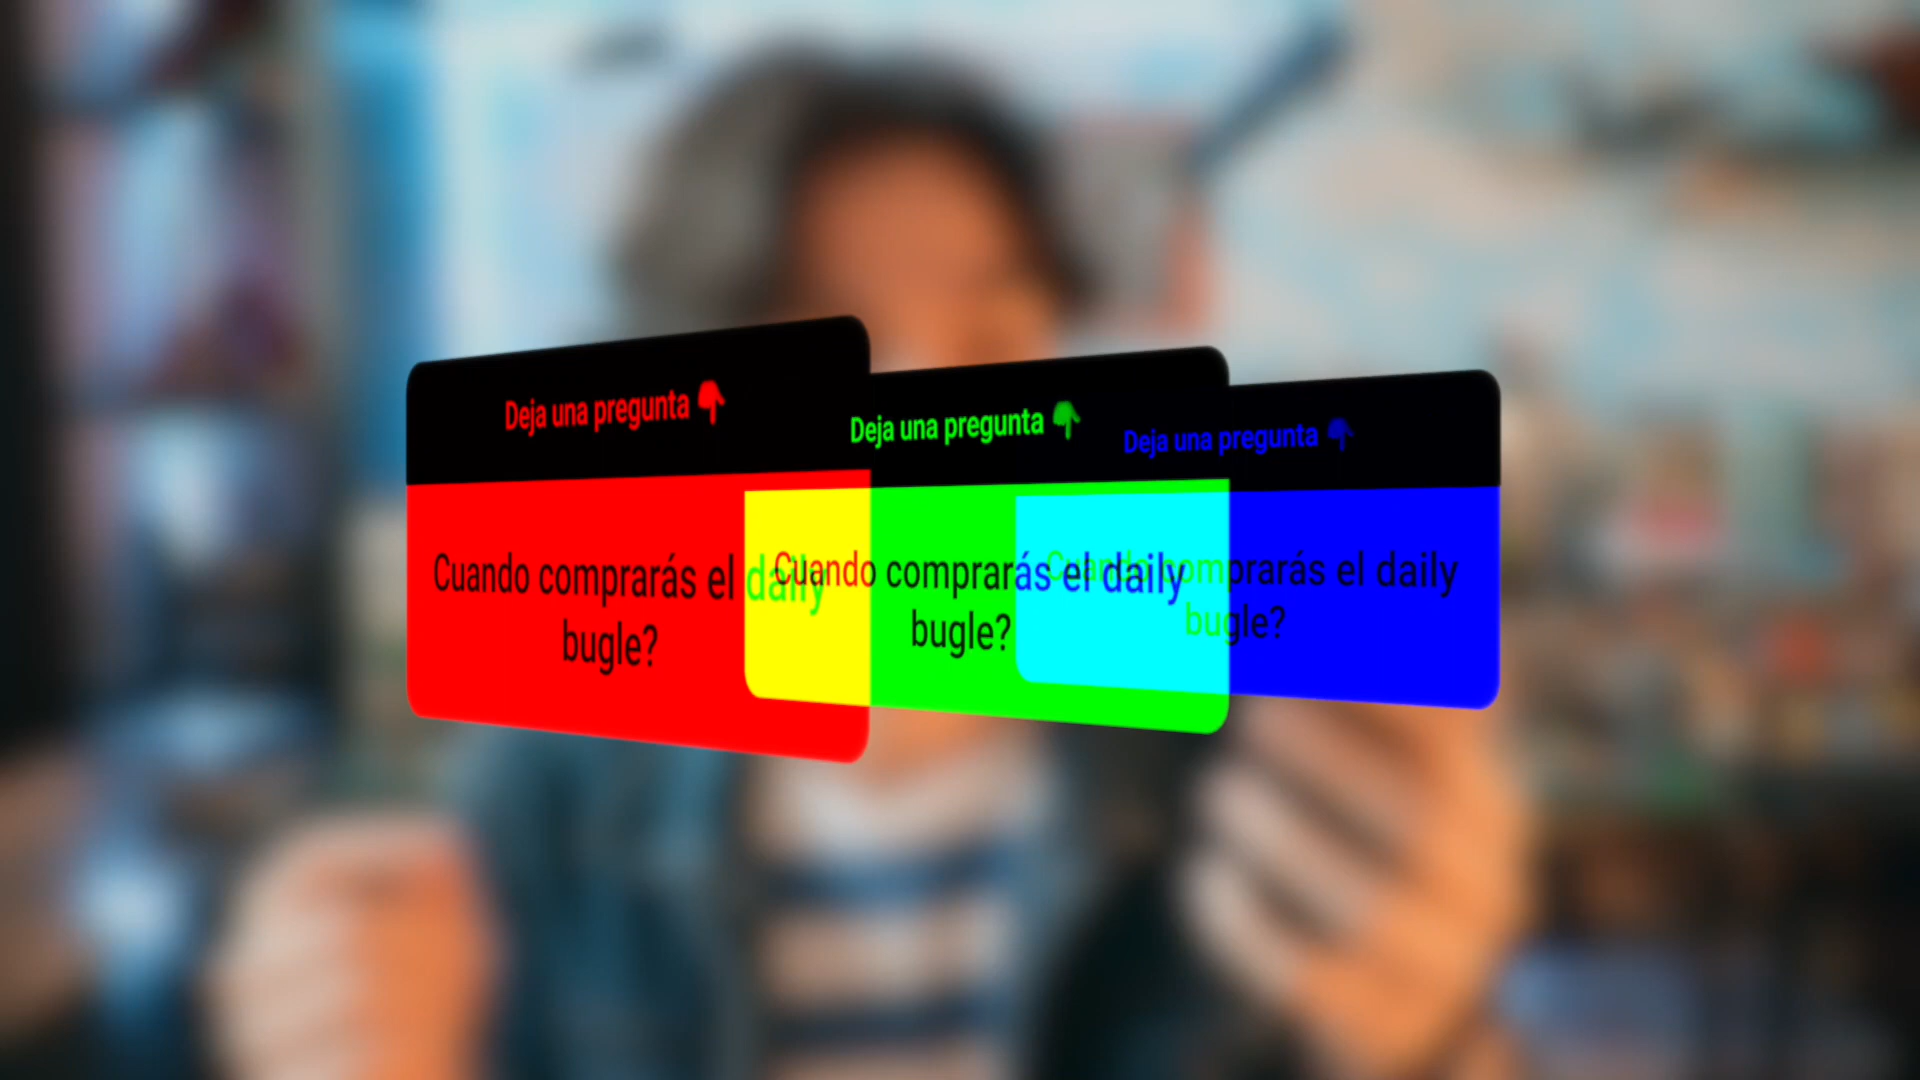 Deja una pregunta 👇
Cuando comprarás el daily
bugle?
Deja una pregunta 👇
Cuando comprarás el daily
bugle?
Deja una pregunta 👇
Cuando comprarás el daily
bugle?